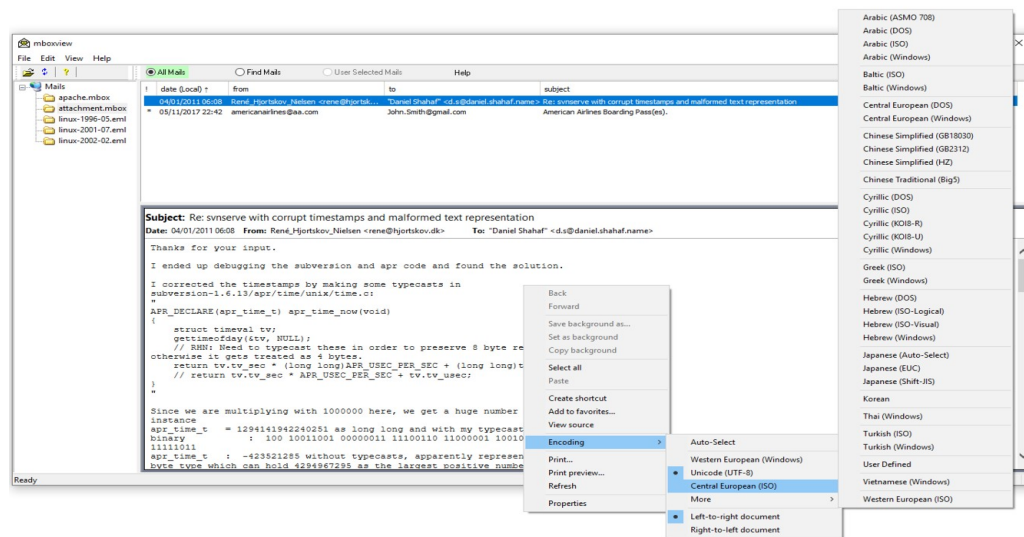 mboxview
File Edit View Help
All Mails Find Mails User Selected Mails Help
Mails
apache.mbox
attachment.mbox
linux-1996-05.eml
linux-2001-07.eml
linux-2002-02.eml
! date (Local) from to subject
04/01/2011 06:08 René_Hjortskov_Nielsen <rene@hjortsk... "Daniel Shahaf" <d.s@daniel.shahaf.name> Re: svnserve with corrupt timestamps and malformed text representation
05/11/2017 22:42 americanairlines@aa.com John.Smith@gmail.com American Airlines Boarding Pass(es).
Subject: Re: svnserve with corrupt timestamps and malformed text representation
Date: 04/01/2011 06:08 From: René_Hjortskov_Nielsen <rene@hjortskov.dk> To: "Daniel Shahaf" <d.s@daniel.shahaf.name>
Thanks for your input.
I ended up debugging the subversion and apr code and found the solution.
I corrected the timestamps by making some typecasts in
subversion-1.6.13/apr/time/unix/time.c:
"
APR_DECLARE(apr_time_t) apr_time_now(void)
{
struct timeval tv;
gettimeofday(&tv, NULL);
// RHN: Need to typecast these in order to preserve 8 byte re
otherwise it gets treated as 4 bytes.
return tv.tv_sec * (long long)APR_USEC_PER_SEC + (long long)t
// return tv.tv_sec * APR_USEC_PER_SEC + tv.tv_usec;
}
"
Since we are multiplying with 1000000 here, we get a huge number
instance
apr_time_t = 1294141942240251 as long long and with my typecast
binary : 100 10011001 00000011 11100110 11000001 10010
11111011
apr_time_t : -423521285 without typecasts, apparently represen
byte type which can hold 4294967295 as the largest positive numbe
Ready
Back
Forward
Save background as...
Set as background
Copy background
Select all
Paste
Create shortcut
Add to favorites...
View source
Encoding
Print...
Print preview...
Refresh
Properties
Auto-Select
Western European (Windows)
Unicode (UTF-8)
Central European (ISO)
More
Left-to-right document
Right-to-left document
Arabic (ASMO 708)
Arabic (DOS)
Arabic (ISO)
Arabic (Windows)
Baltic (ISO)
Baltic (Windows)
Central European (DOS)
Central European (Windows)
Chinese Simplified (GB18030)
Chinese Simplified (GB2312)
Chinese Simplified (HZ)
Chinese Traditional (Big5)
Cyrillic (DOS)
Cyrillic (ISO)
Cyrillic (KOI8-R)
Cyrillic (KOI8-U)
Cyrillic (Windows)
Greek (ISO)
Greek (Windows)
Hebrew (DOS)
Hebrew (ISO-Logical)
Hebrew (ISO-Visual)
Hebrew (Windows)
Japanese (Auto-Select)
Japanese (EUC)
Japanese (Shift-JIS)
Korean
Thai (Windows)
Turkish (ISO)
Turkish (Windows)
User Defined
Vietnamese (Windows)
Western European (ISO)